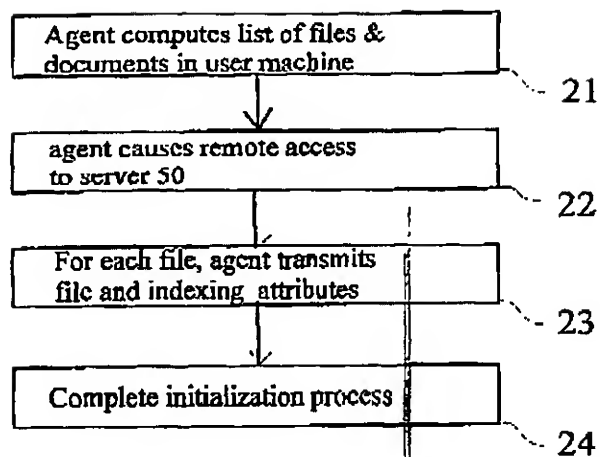 Agent computes list of files &
documents in user machine
21
agent causes remote access
to server 50
22
For each file, agent transmits
file and indexing attributes
23
Complete initialization process
24